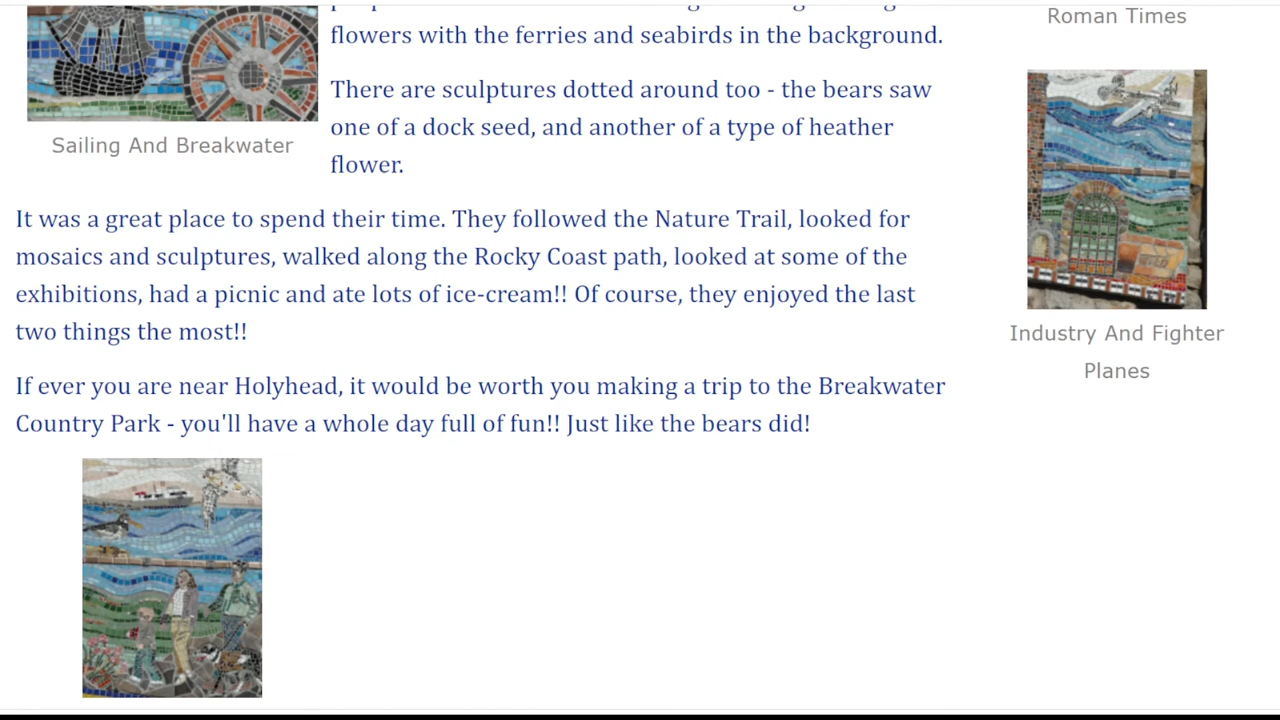 flowers with the ferries and seabirds in the background.
There are sculptures dotted around too - the bears saw
one of a dock seed, and another of a type of heather
flower.
Sailing And Breakwater
It was a great place to spend their time. They followed the Nature Trail, looked for
mosaics and sculptures, walked along the Rocky Coast path, looked at some of the
exhibitions, had a picnic and ate lots of ice-cream!! Of course, they enjoyed the last
two things the most!!
If ever you are near Holyhead, it would be worth you making a trip to the Breakwater
Country Park - you'll have a whole day full of fun!! Just like the bears did!
Roman Times
Industry And Fighter
Planes